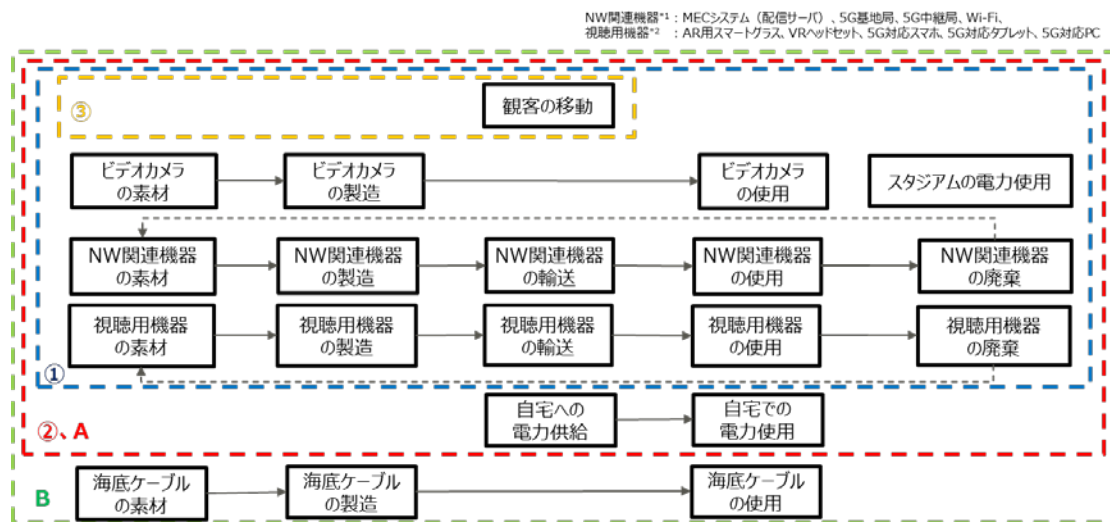 NW関連機器*1：MECシステム（配信サーバ）、5G基地局、5G中継局、Wi-Fi、
視聴用機器*2 ：AR用スマートグラス、VRヘッドセット、5G対応スマホ、5G対応タブレット、5G対応PC
③
観客の移動
ビデオカメラ
の素材
ビデオカメラ
の製造
ビデオカメラ
の使用
スタジアムの電力使用
NW関連機器
の素材
NW関連機器
の製造
NW関連機器
の輸送
NW関連機器
の使用
NW関連機器
の廃棄
視聴用機器
の素材
視聴用機器
の製造
視聴用機器
の輸送
視聴用機器
の使用
視聴用機器
の廃棄
①
自宅への
電力供給
自宅での
電力使用
②、A
海底ケーブル
の素材
海底ケーブル
の製造
海底ケーブル
の使用
B